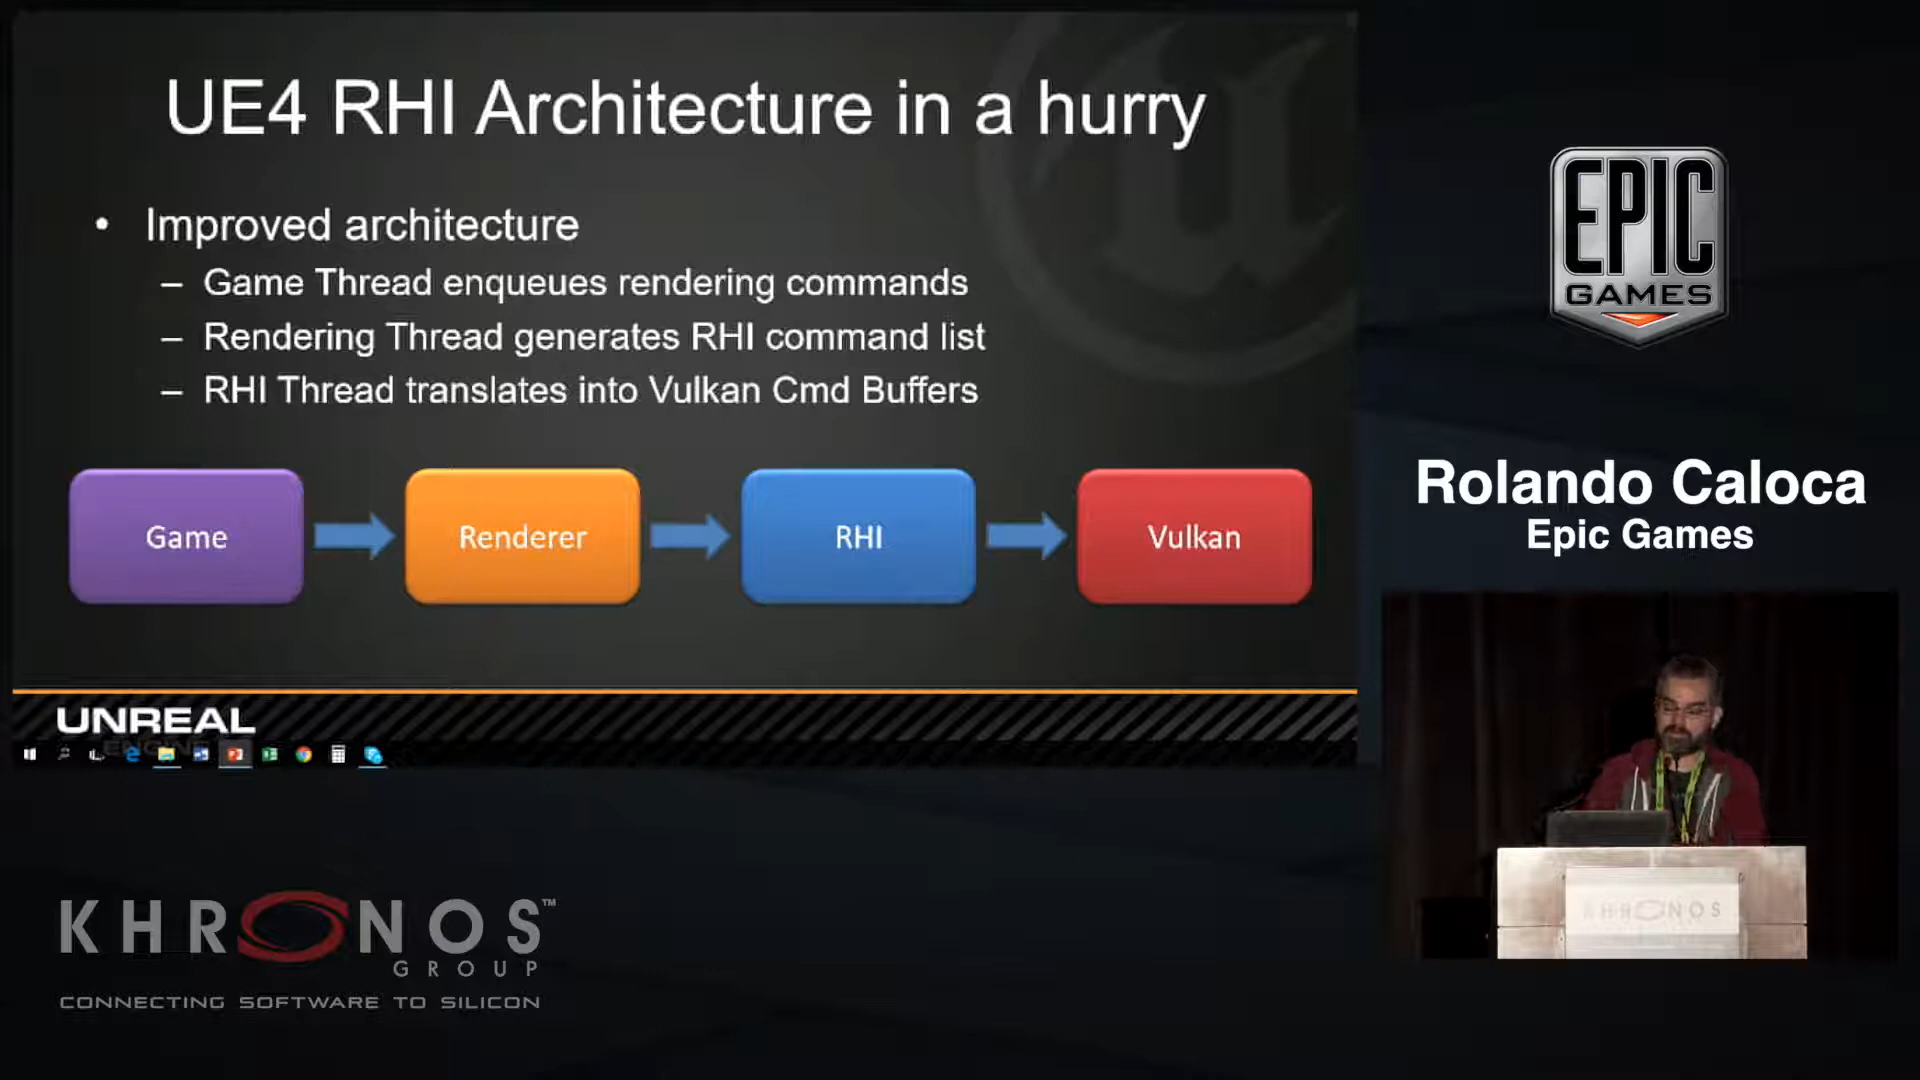 UE4 RHI Architecture in a hurry
• Improved architecture
– Game Thread enqueues rendering commands
– Rendering Thread generates RHI command list
– RHI Thread translates into Vulkan Cmd Buffers
Game
Renderer
RHI
Vulkan
UNREAL
ENGINE
EPIC
GAMES
Rolando Caloca
Epic Games
KHRONOS
KHRONOS™
GROUP
CONNECTING SOFTWARE TO SILICON